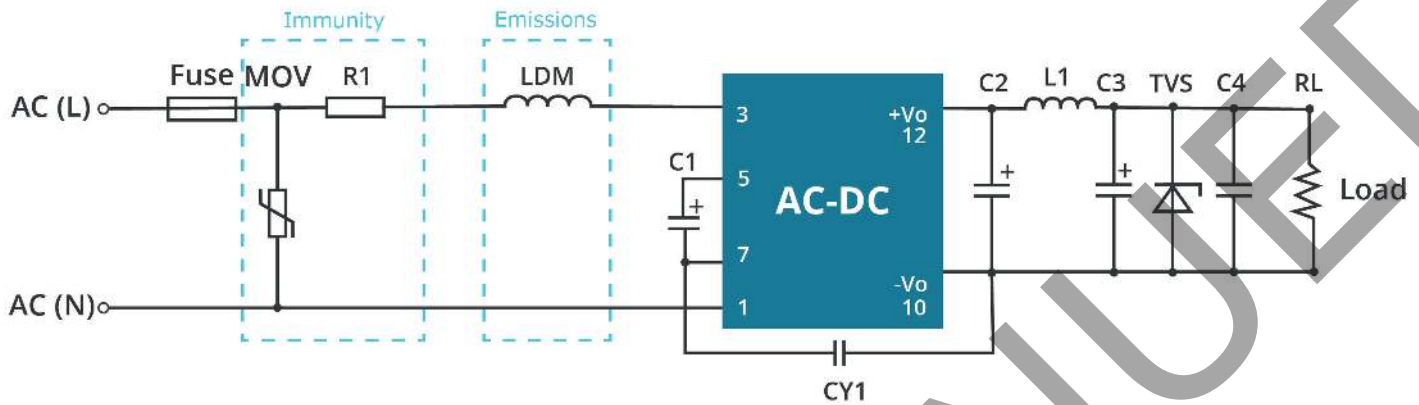 Immunity
Emissions
Fuse MOV R1 LDM C2 L1 C3 TVS C4 RL
AC (L)
3
+Vo
12
C1
5
+
+
+
AC-DC
Load
7
-Vo
10
AC (N)
1
CY1